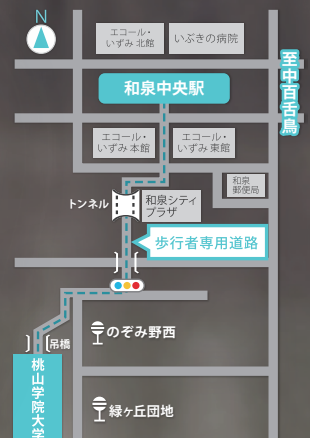 N
エコール・
いずみ 北館
いぶきの病院
至中百舌鳥
和泉中央駅
エコール・
いずみ 本館
エコール・
いずみ 東館
和泉
郵便局
トンネル
和泉シティ
プラザ
歩行者専用道路
のぞみ野西
吊橋
桃山学院大学
緑ヶ丘団地